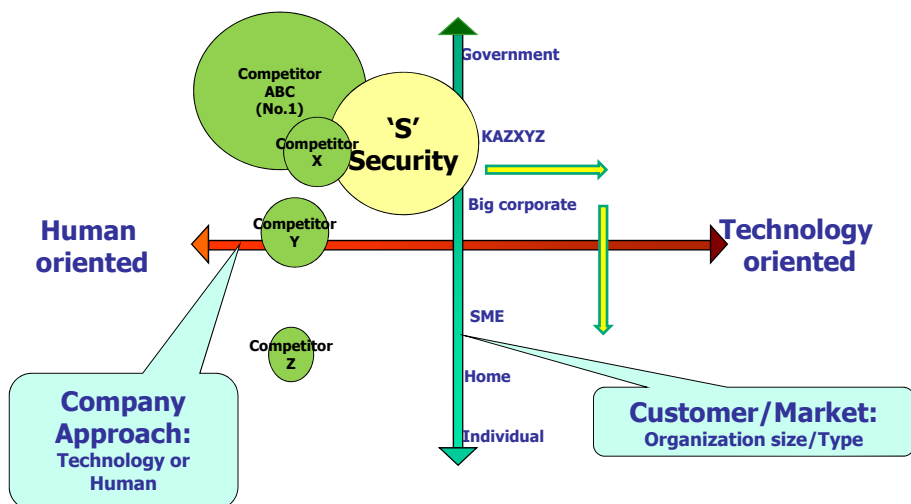 Government
Competitor
ABC
(No.1)
‘S’
Security
KAZXYZ
Competitor
X
Big corporate
Competitor
Y
Human
oriented
Technology
oriented
SME
Competitor
Z
Home
Individual
Company
Approach:
Technology or
Human
Customer/Market:
Organization size/Type